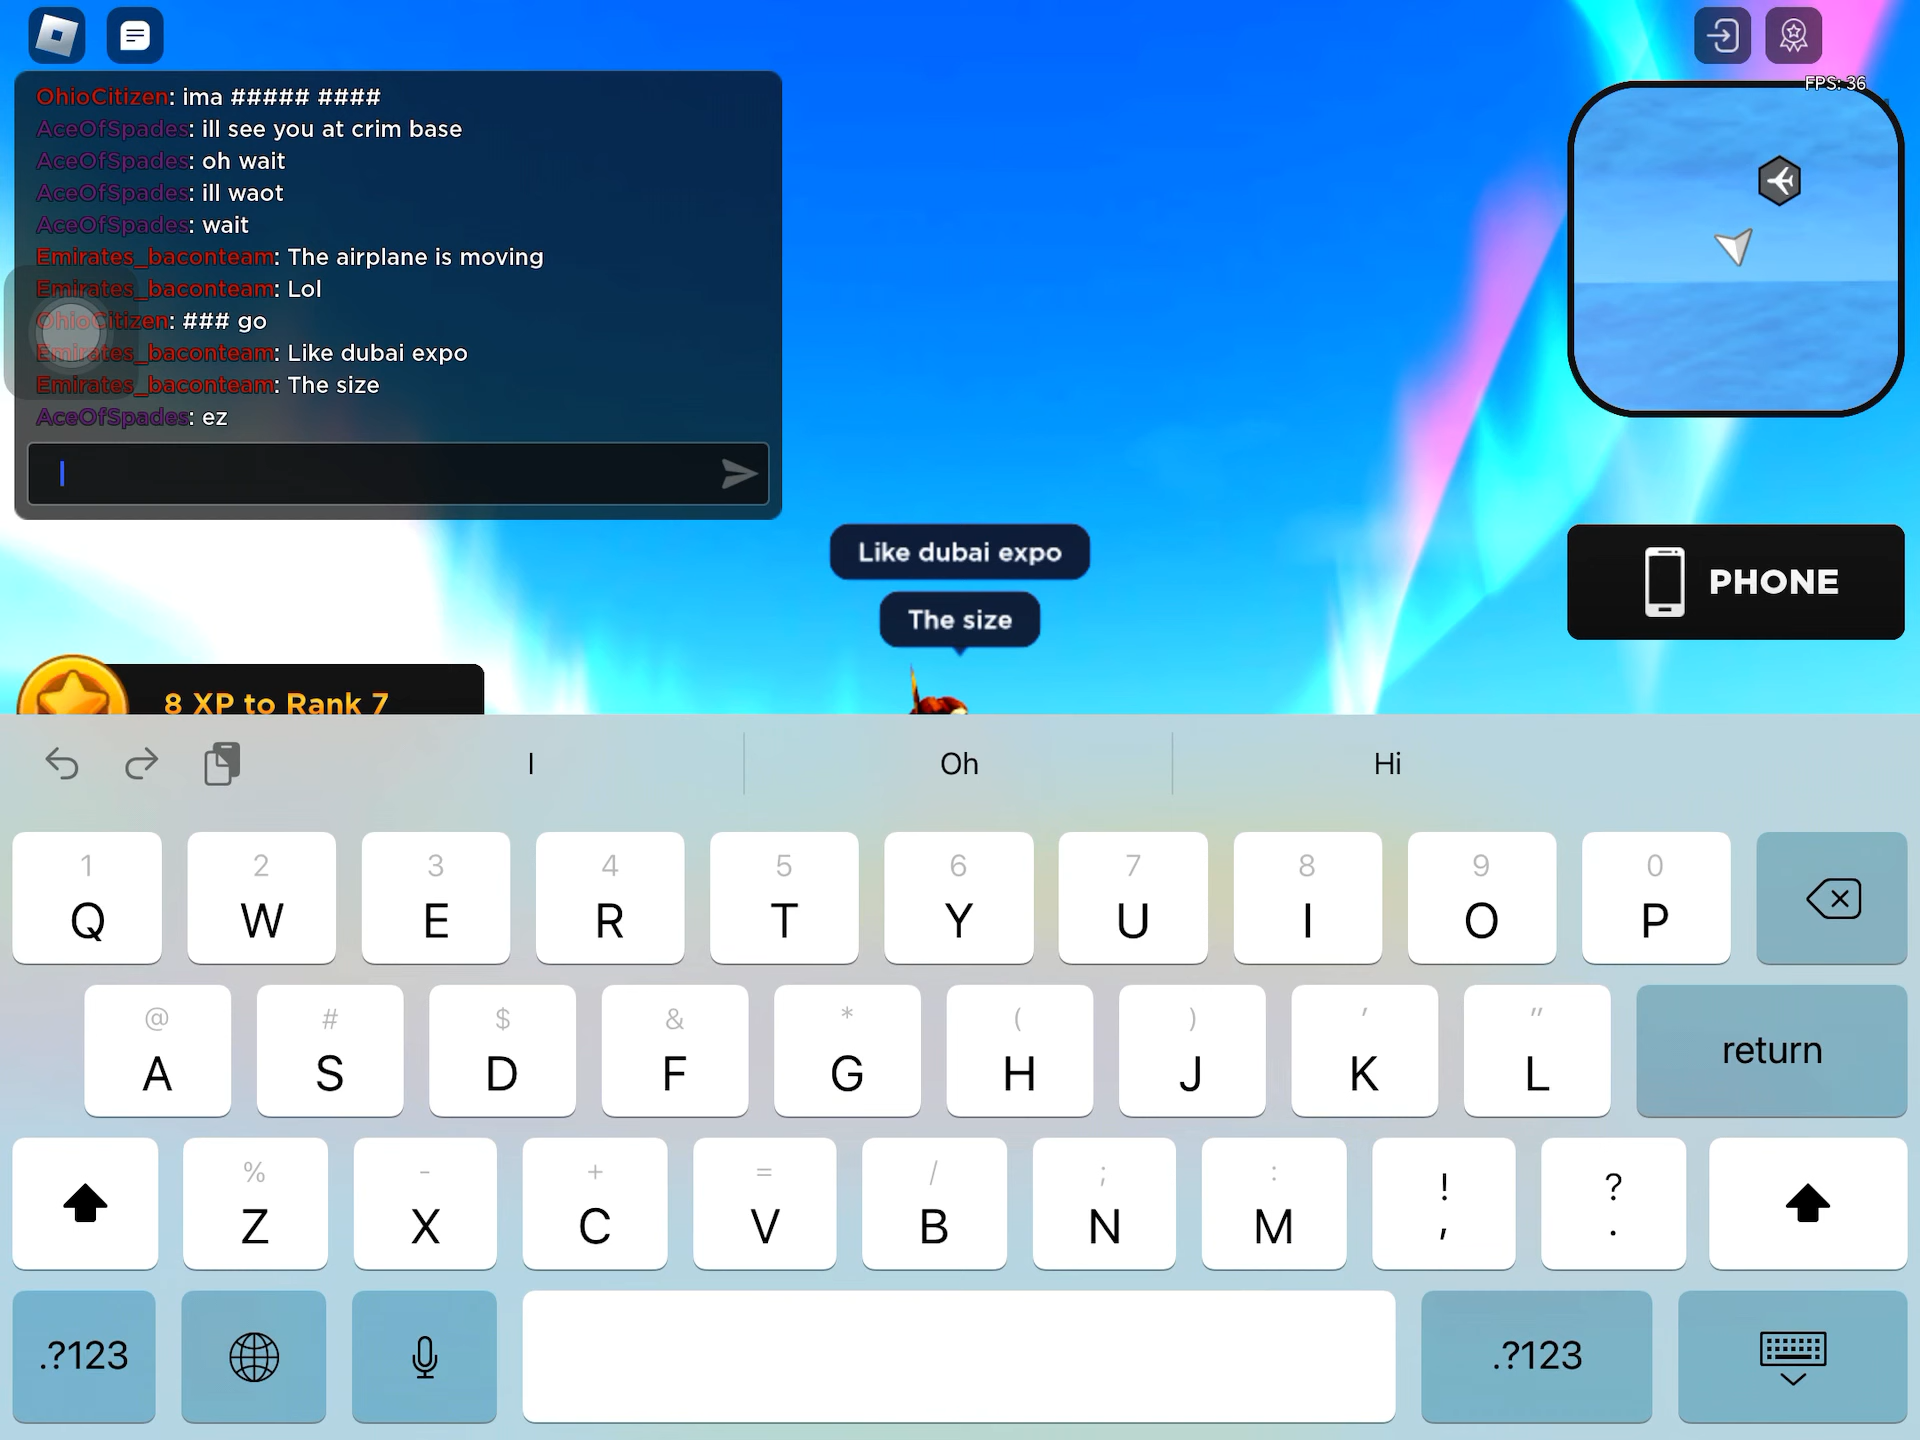 FPS: 36
OhioCitizen: ima ##### ####
AceOfSpades: ill see you at crim base
AceOfSpades: oh wait
AceOfSpades: ill waot
AceOfSpades: wait
Emirates_baconteam: The airplane is moving
Emirates_baconteam: Lol
OhioCitizen: ### go
Emirates_baconteam: Like dubai expo
Emirates_baconteam: The size
AceOfSpades: ez
Like dubai expo
The size
PHONE
8 XP to Rank 7
I Oh Hi
1 2 3 4 5 6 7 8 9 0
Q W E R T Y U I O P
@ # $ & * ( ) ' "
A S D F G H J K L return
% - + = / ; : ! ?
Z X C V B N M , .
.?123 .?123